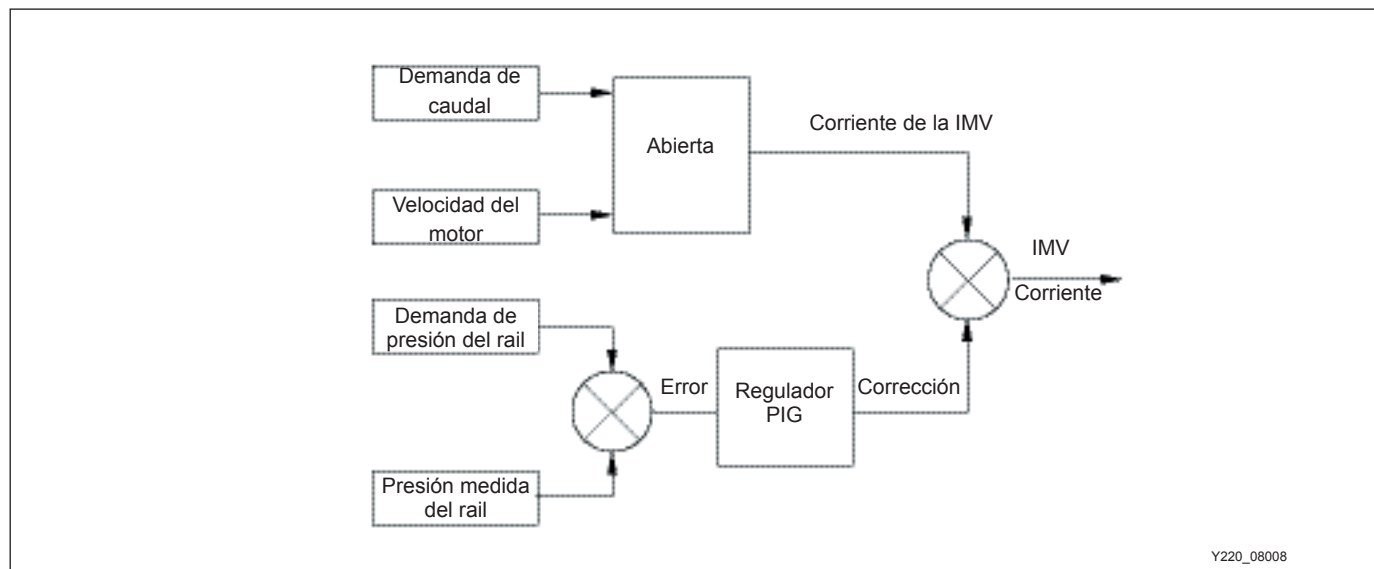 Demanda de
caudal
Abierta
Corriente de la IMV
Velocidad del
motor
IMV
Corriente
Demanda de
presión del rail
Error
Regulador
PIG
Corrección
Presión medida
del rail
Y220_08008